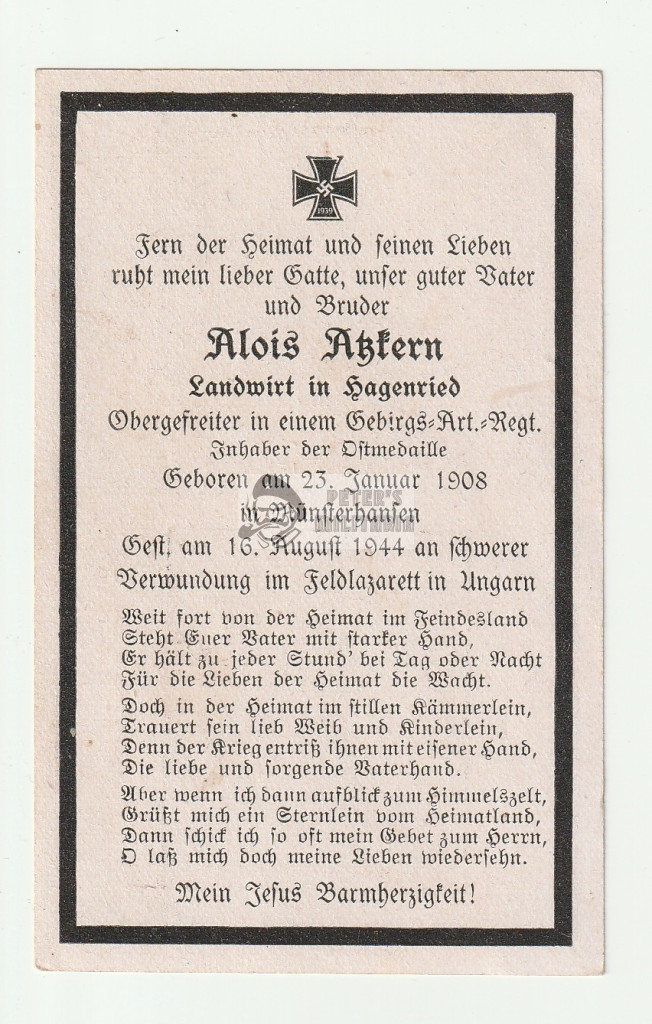 1939
Fern der Heimat und seinen Lieben
ruht mein lieber Gatte, unser guter Vater
und Bruder
Alois Atzkern
Landwirt in Hagenried
Obergefreiter in einem Gebirgs-Art.-Regt.
Inhaber der Ostmedaille
Geboren am 23. Januar 1908
PETER'S
in Münsterhausen
Gest. am 16. August 1944 an schwerer
Verwundung im Feldlazarett in Ungarn
Weit fort von der Heimat im Feindesland
Steht Euer Vater mit starker Hand,
Er hält zu jeder Stund' bei Tag oder Nacht
Für die Lieben der Heimat die Wacht.
Doch in der Heimat im stillen Kämmerlein,
Trauert sein lieb Weib und Kinderlein,
Denn der Krieg entriß ihnen mit eisener Hand,
Die liebe und sorgende Vaterhand.
Aber wenn ich dann aufblick zum Himmelszelt,
Grüßt mich ein Sternlein vom Heimatland,
Dann schick ich so oft mein Gebet zum Herrn,
O laß mich doch meine Lieben wiedersehn.
Mein Jesus Barmherzigkeit!